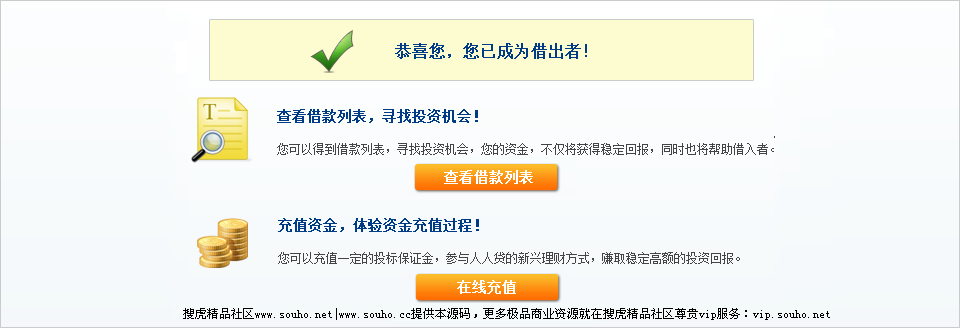 恭喜您，您已成为借出者！
T
查看借款列表，寻找投资机会！
您可以得到借款列表，寻找投资机会，您的资金，不仅将获得稳定回报，同时也将帮助借入者。
查看借款列表
充值资金，体验资金充值过程！
您可以充值一定的投标保证金，参与人人贷的新兴理财方式，赚取稳定高额的投资回报。
在线充值
搜虎精品社区www.souho.net|www.souho.cc提供本源码，更多极品商业资源就在搜虎精品社区尊贵vip服务：vip.souho.net